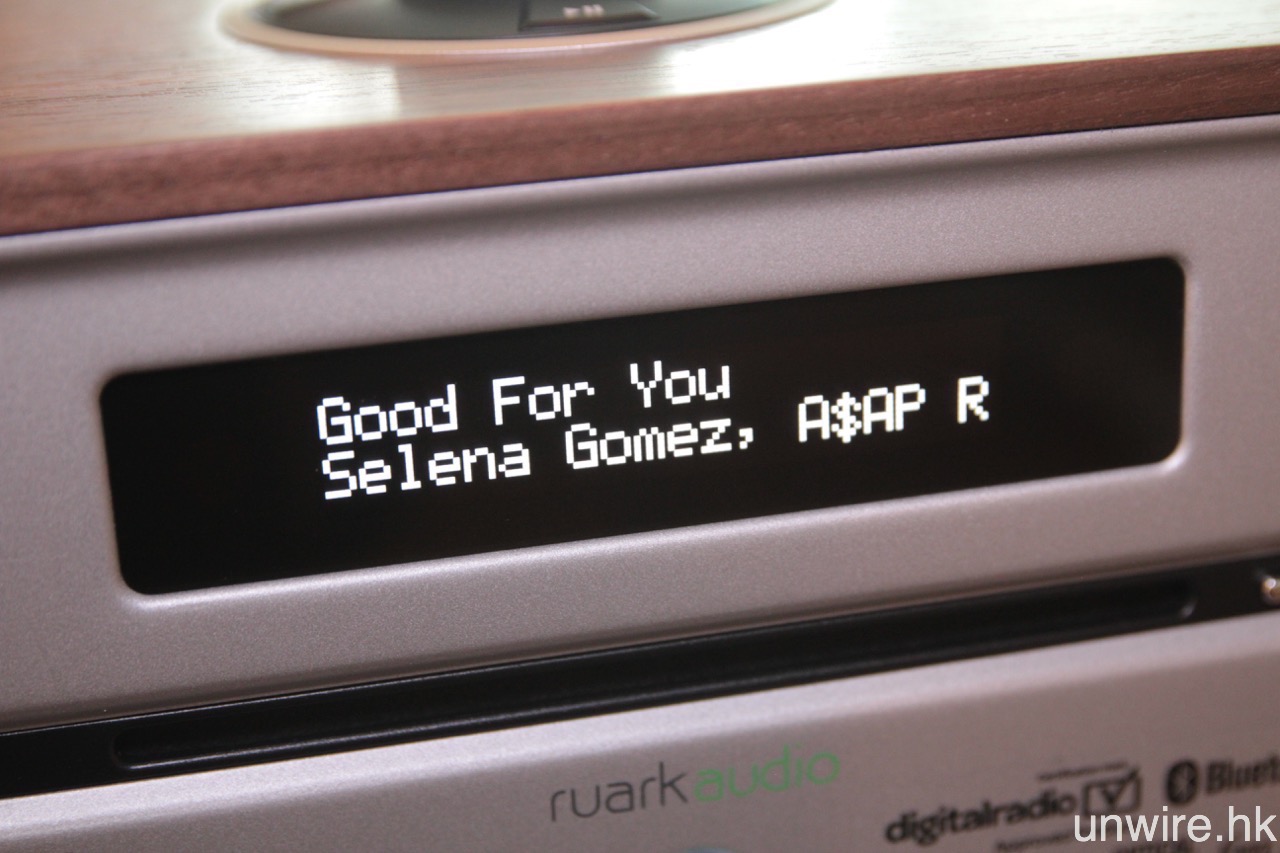 Good For You
Selena Gomez, A$AP R
ruarkaudio
digitalradio
unwire.hk